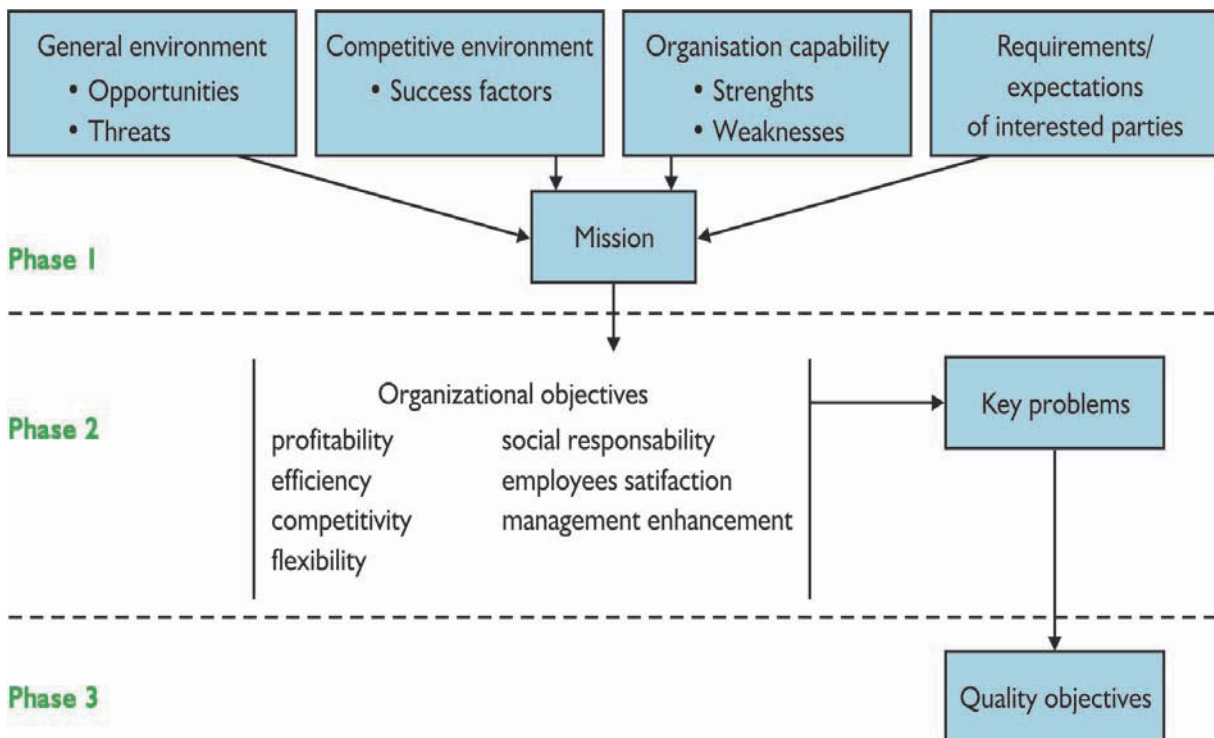 General environment
• Opportunities
• Threats
Competitive environment
• Success factors
Organisation capability
• Strenghts
• Weaknesses
Requirements/
expectations
of interested parties
Mission
Phase 1
Organizational objectives
profitability
efficiency
competitivity
flexibility
social responsability
employees satifaction
management enhancement
Key problems
Phase 2
Phase 3
Quality objectives